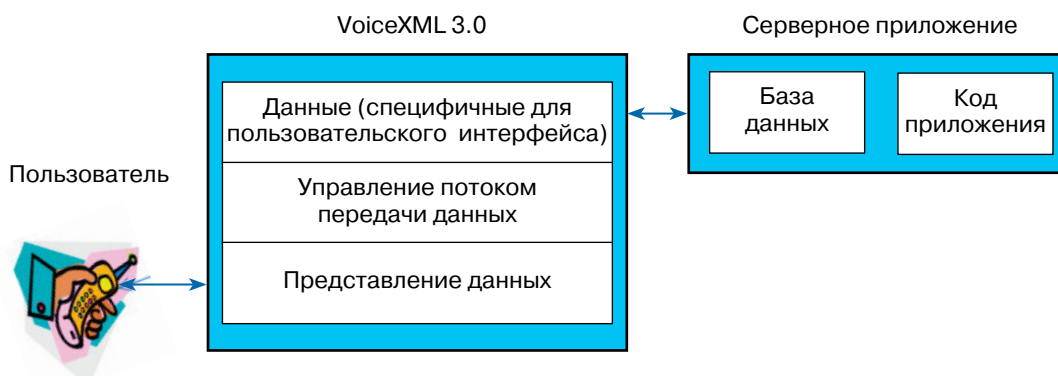 VoiceXML 3.0
Серверное приложение
Данные (специфичные для
пользовательского интерфейса)
Управление потоком
передачи данных
Представление данных
База
данных
Код
приложения
Пользователь